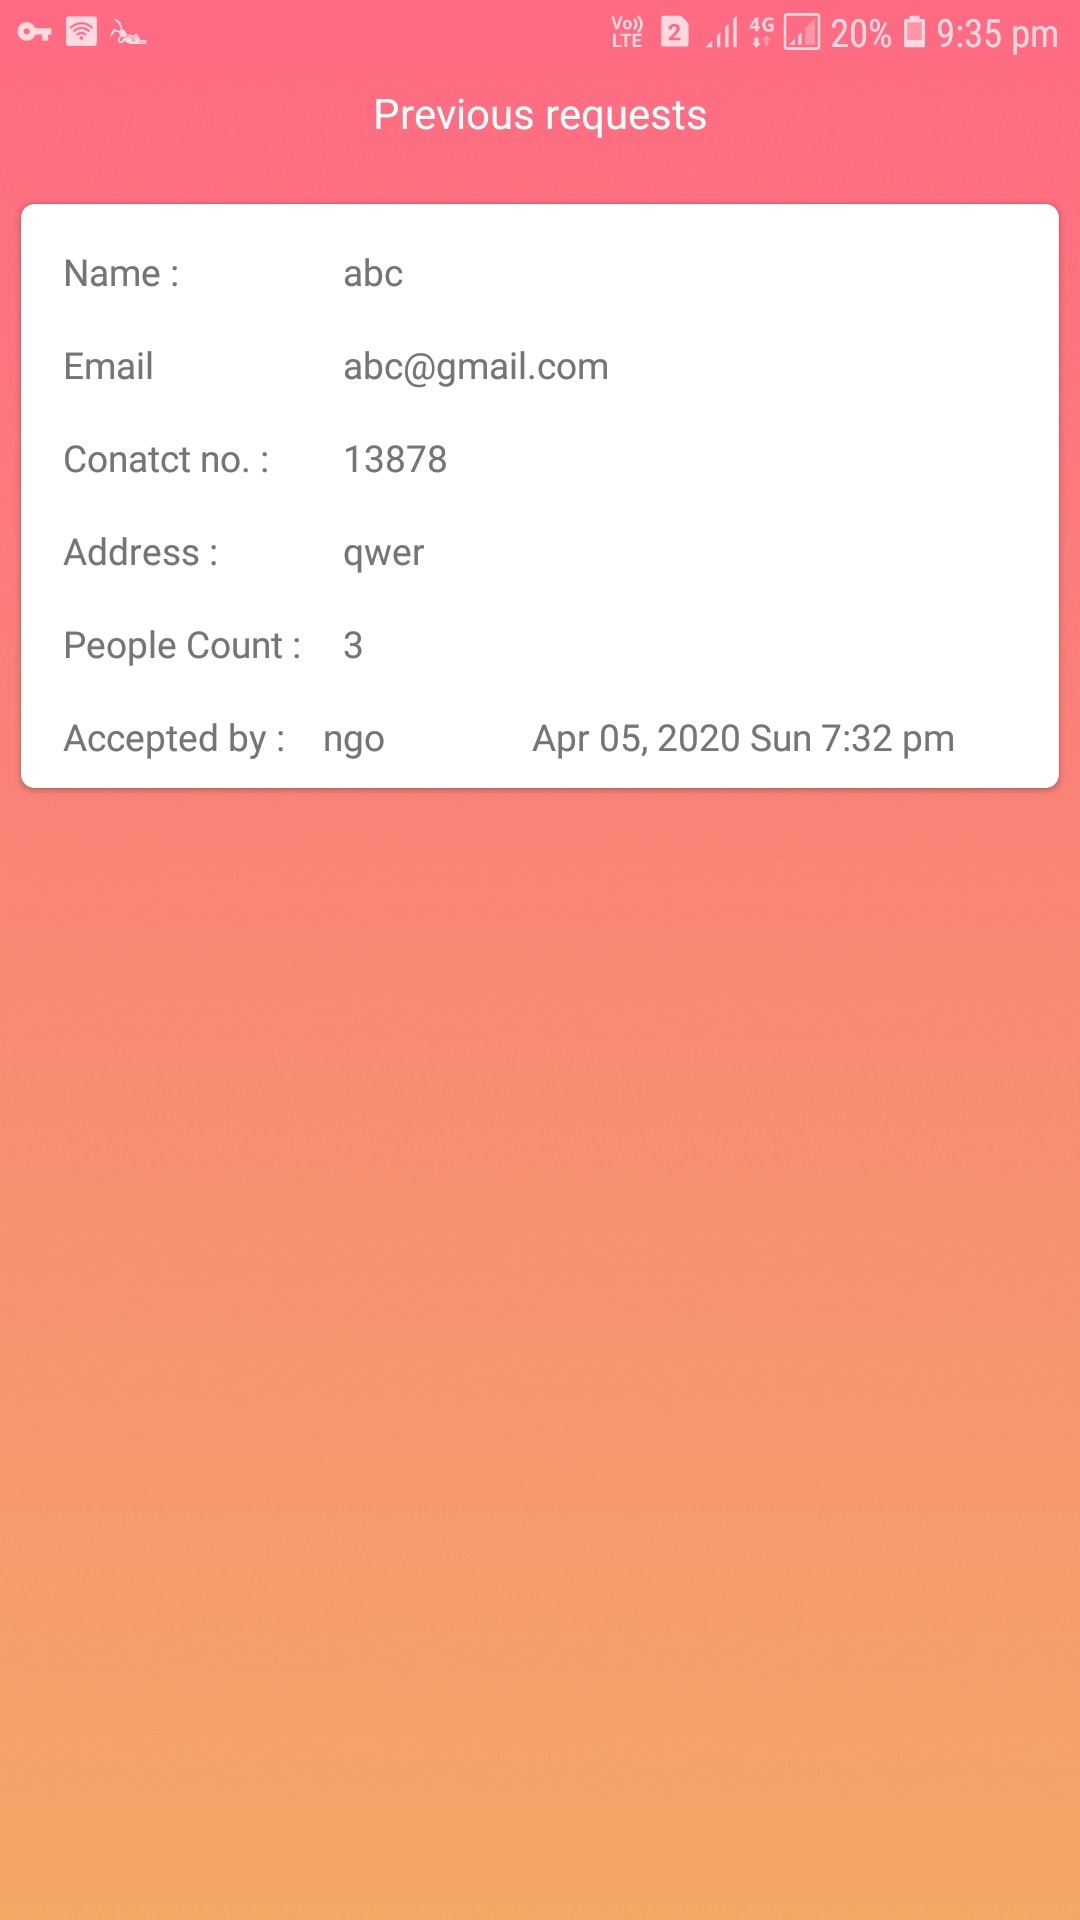 Vo)) LTE 2 4G 20% 9:35 pm
Previous requests
Name : abc
Email abc@gmail.com
Conatct no. : 13878
Address : qwer
People Count : 3
Accepted by : ngo Apr 05, 2020 Sun 7:32 pm